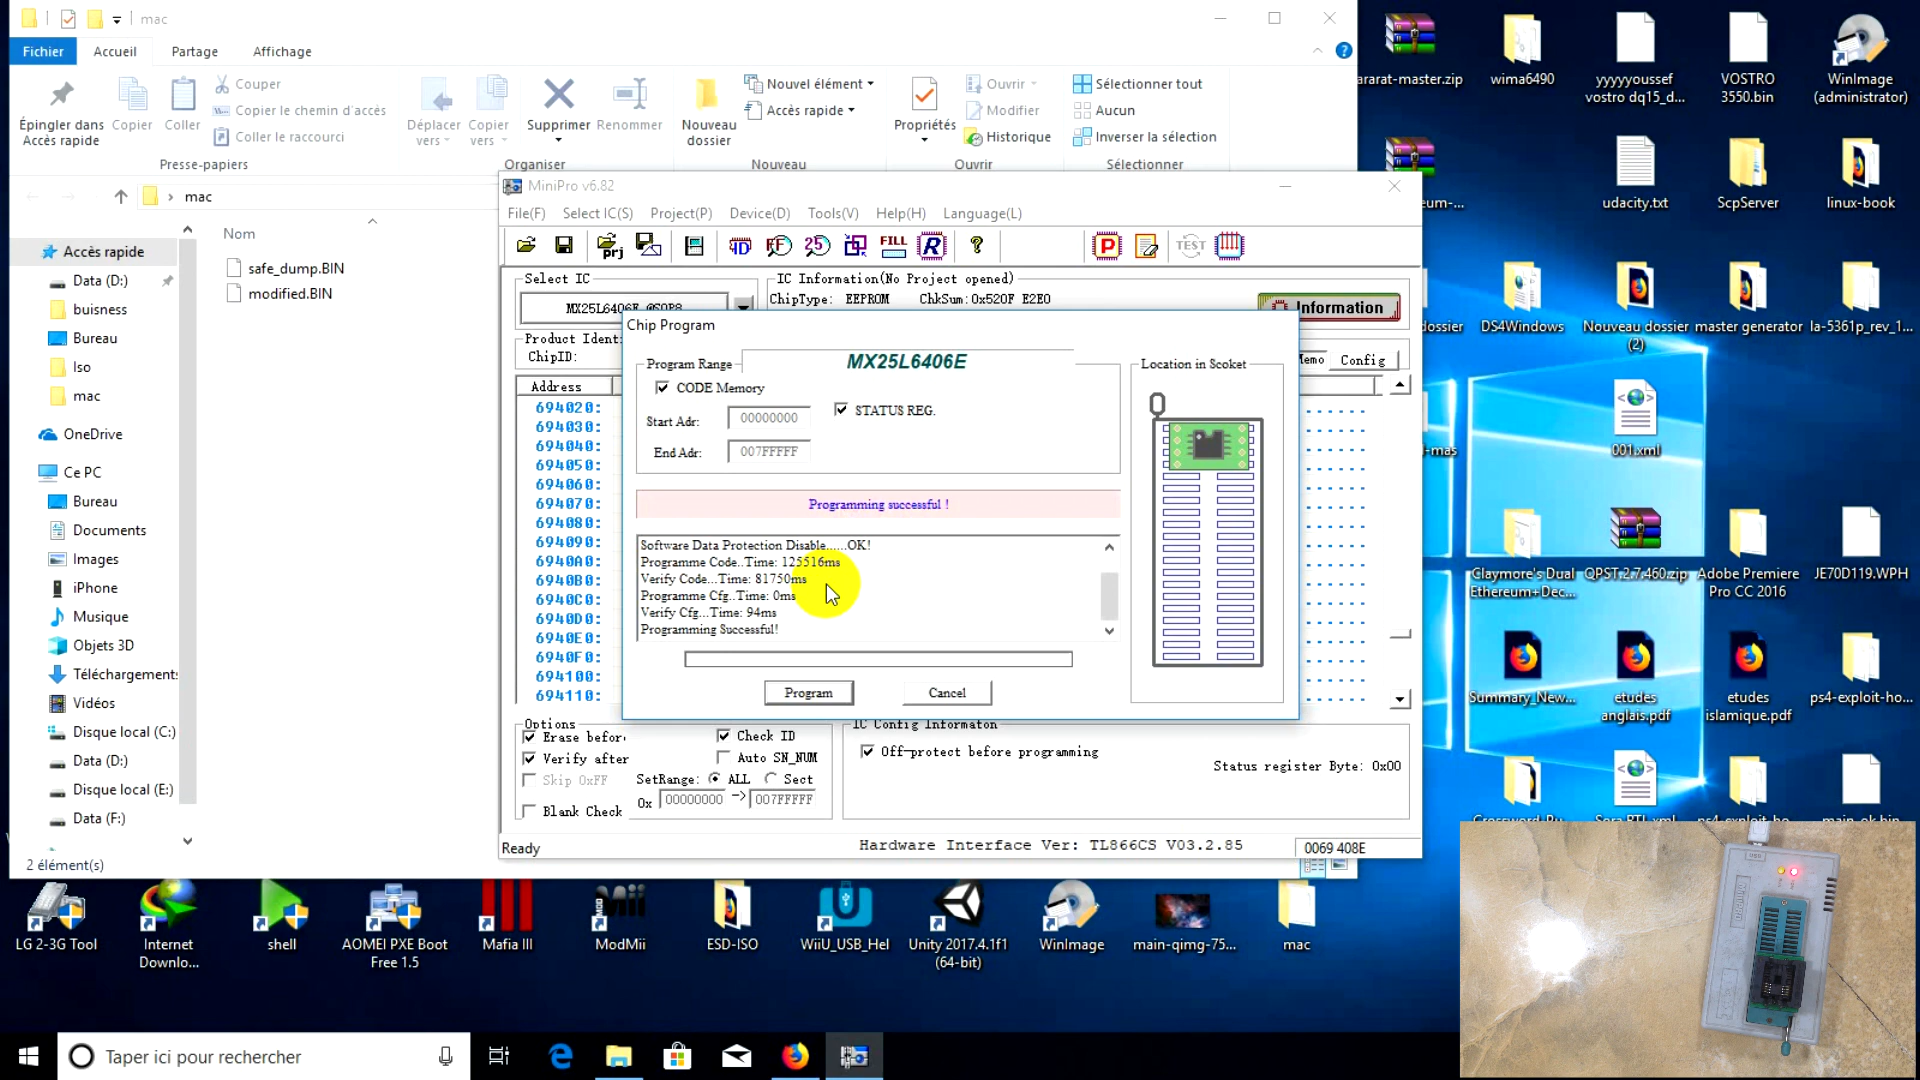 mac
Fichier
Accueil
Partage
Affichage
Épingler dans
Accès rapide
Copier
Coller
Couper
Copier le chemin d'accès
Coller le raccourci
Presse-papiers
Déplacer
vers
Copier
vers
Supprimer
Renommer
Organiser
Nouveau
dossier
Nouvel élément
Accès rapide
Nouveau
Propriétés
Ouvrir
Modifier
Historique
Ouvrir
Sélectionner tout
Aucun
Inverser la sélection
Sélectionner
mac
Nom
safe_dump.BIN
modified.BIN
Accès rapide
Data (D:)
buisness
Bureau
Iso
mac
OneDrive
Ce PC
Bureau
Documents
Images
iPhone
Musique
Objets 3D
Téléchargement:
Vidéos
Disque local (C:)
Data (D:)
Disque local (E:)
Data (F:)
2 élément(s)
MiniPro v6.82
File(F) Select IC(S) Project(P) Device(D) Tools(V) Help(H) Language(L)
prj
ID
FF
25
FILL
R
?
P
TEST
Select IC
MX25L6406E @SOP8
IC Information(No Project opened)
ChipType: EEPROM ChkSum:0x520F E2E0
Information
Product Ident
ChipID:
Config
Address
694020:
694030:
694040:
694050:
694060:
694070:
694080:
694090:
6940A0:
6940B0:
6940C0:
6940D0:
6940E0:
6940F0:
694100:
694110:
Chip Program
Program Range
MX25L6406E
CODE Memory
Start Adr: 00000000
STATUS REG.
End Adr: 007FFFFF
Programming successful !
Software Data Protection Disable......OK!
Programme Code..Time: 125516ms
Verify Code...Time: 81750ms
Programme Cfg..Time: 0ms
Verify Cfg...Time: 94ms
Programming Successful!
Program
Cancel
Location in Scoket
Options
Erase befor
Check ID
Verify after
Auto SN_NUM
Skip 0xFF
SetRange: ALL Sect
Blank Check
0x 00000000 -> 007FFFFF
IC Config Informaton
Off-protect before programming
Status register Byte: 0x00
Ready
Hardware Interface Ver: TL866CS V03.2.85
0069 408E
ararat-master.zip
wima6490
yyyyyoussef
vostro dq15_d...
VOSTRO
3550.bin
WinImage
(administrator)
eum-...
udacity.txt
ScpServer
linux-book
dossier
DS4Windows
Nouveau dossier
(2)
master generator
la-5361p_rev_1...
-mas
001.xml
Claymore's Dual
Ethereum+Dec...
QPST.2.7.460.zip
Adobe Premiere
Pro CC 2016
JE70D119.WPH
Summary_New...
etudes
anglais.pdf
etudes
islamique.pdf
ps4-exploit-ho...
LG 2-3G Tool
Internet
Downlo...
shell
AOMEI PXE Boot
Free 1.5
Mafia III
ModMii
ESD-ISO
WiiU_USB_Hel
Unity 2017.4.1f1
(64-bit)
WinImage
main-qimg-75...
mac
Taper ici pour rechercher